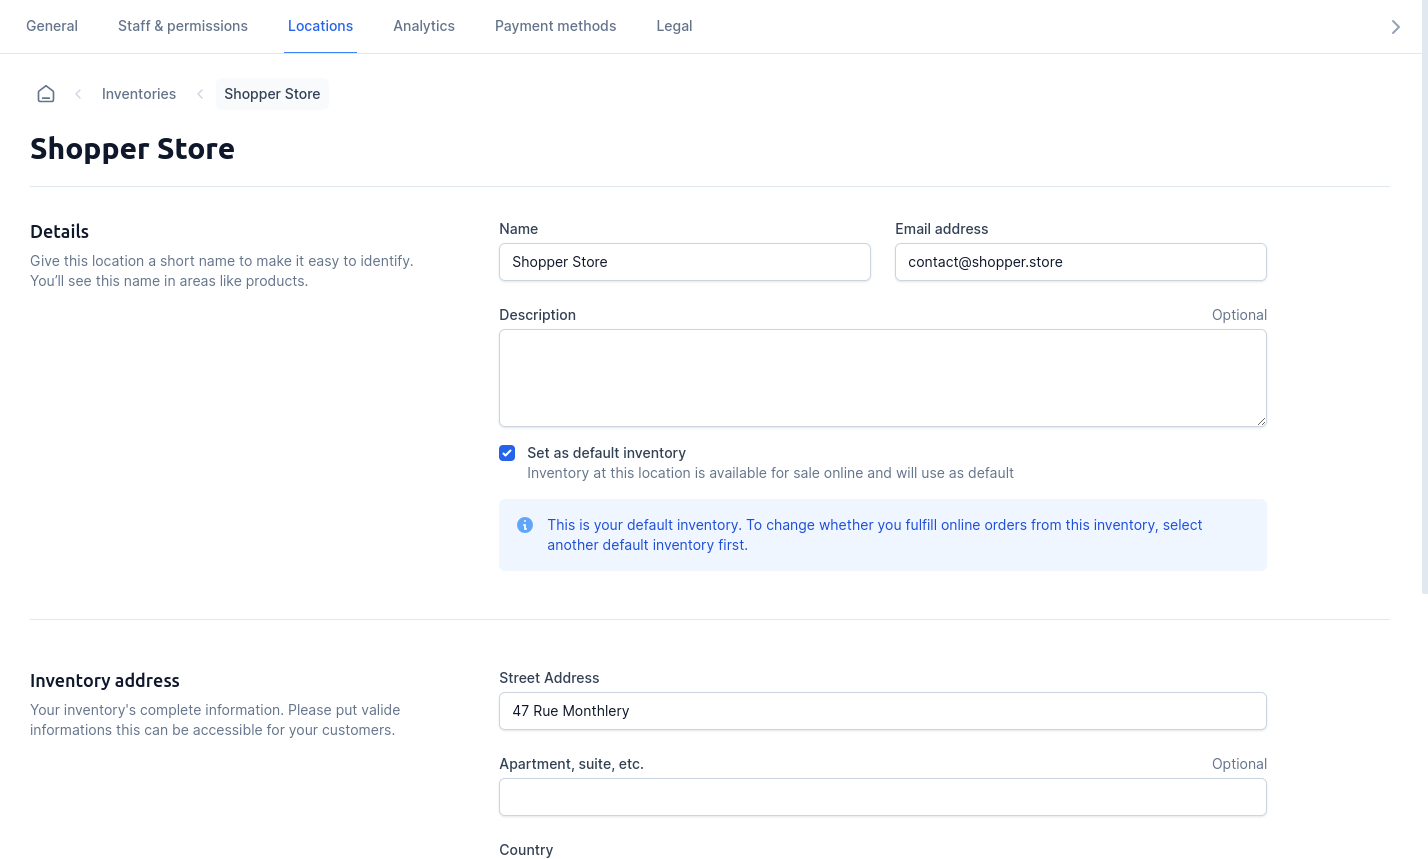 General
Staff & permissions
Locations
Analytics
Payment methods
Legal
Inventories
Shopper Store
Shopper Store
Details
Give this location a short name to make it easy to identify.
You’ll see this name in areas like products.
Name
Shopper Store
Email address
contact@shopper.store
Description
Optional
Set as default inventory
Inventory at this location is available for sale online and will use as default
This is your default inventory. To change whether you fulfill online orders from this inventory, select
another default inventory first.
Inventory address
Your inventory's complete information. Please put valide
informations this can be accessible for your customers.
Street Address
47 Rue Monthlery
Apartment, suite, etc.
Optional
Country